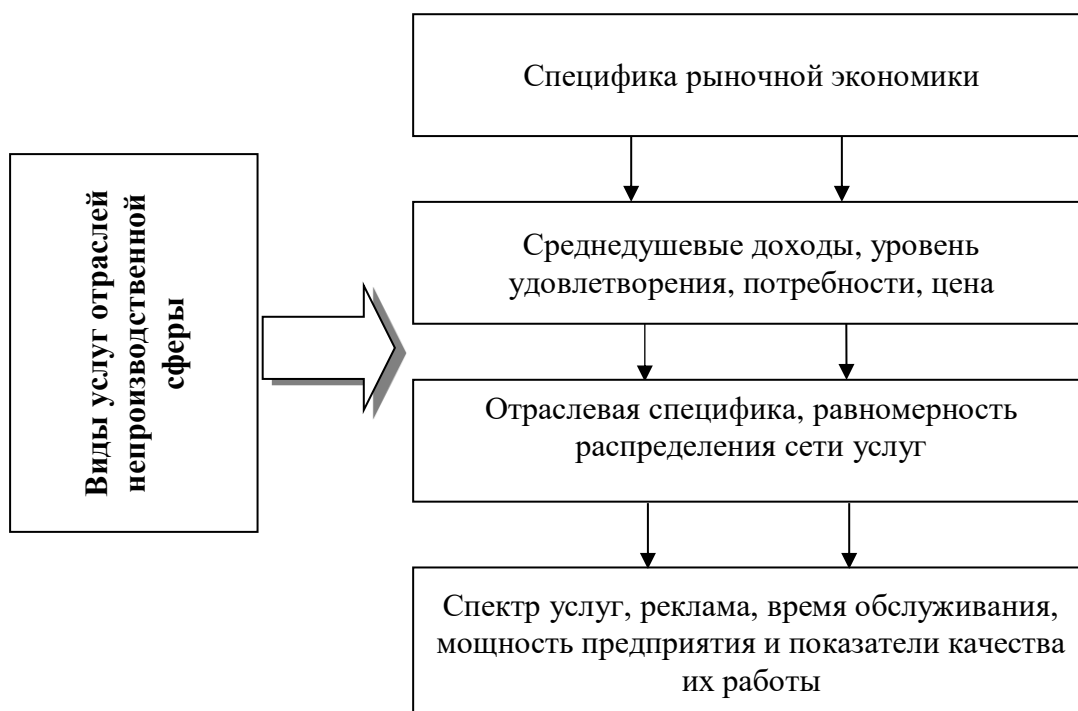 Специфика рыночной экономики
Виды услуг отраслей
непроизводственной
сферы
Среднедушевые доходы, уровень
удовлетворения, потребности, цена
Отраслевая специфика, равномерность
распределения сети услуг
Спектр услуг, реклама, время обслуживания,
мощность предприятия и показатели качества
их работы